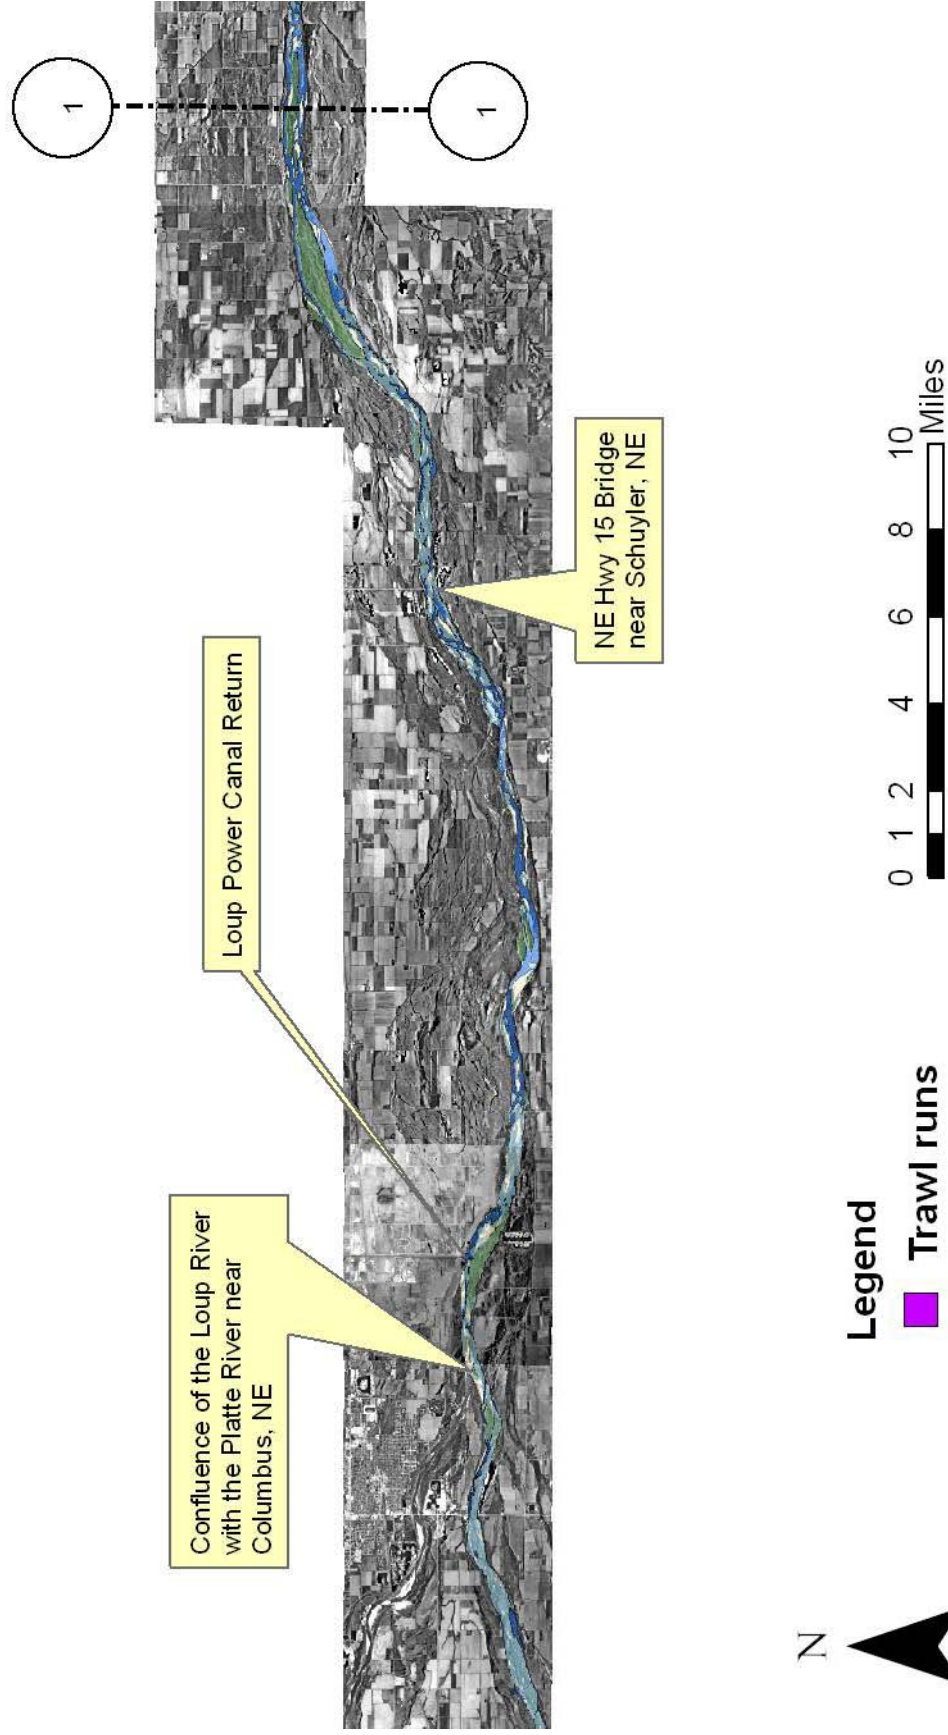 1
1
Loup Power Canal Return
Confluence of the Loup River
with the Platte River near
Columbus, NE
NE Hwy 15 Bridge
near Schuyler, NE
N
Legend
Trawl runs
0 1 2 4 6 8 10
Miles